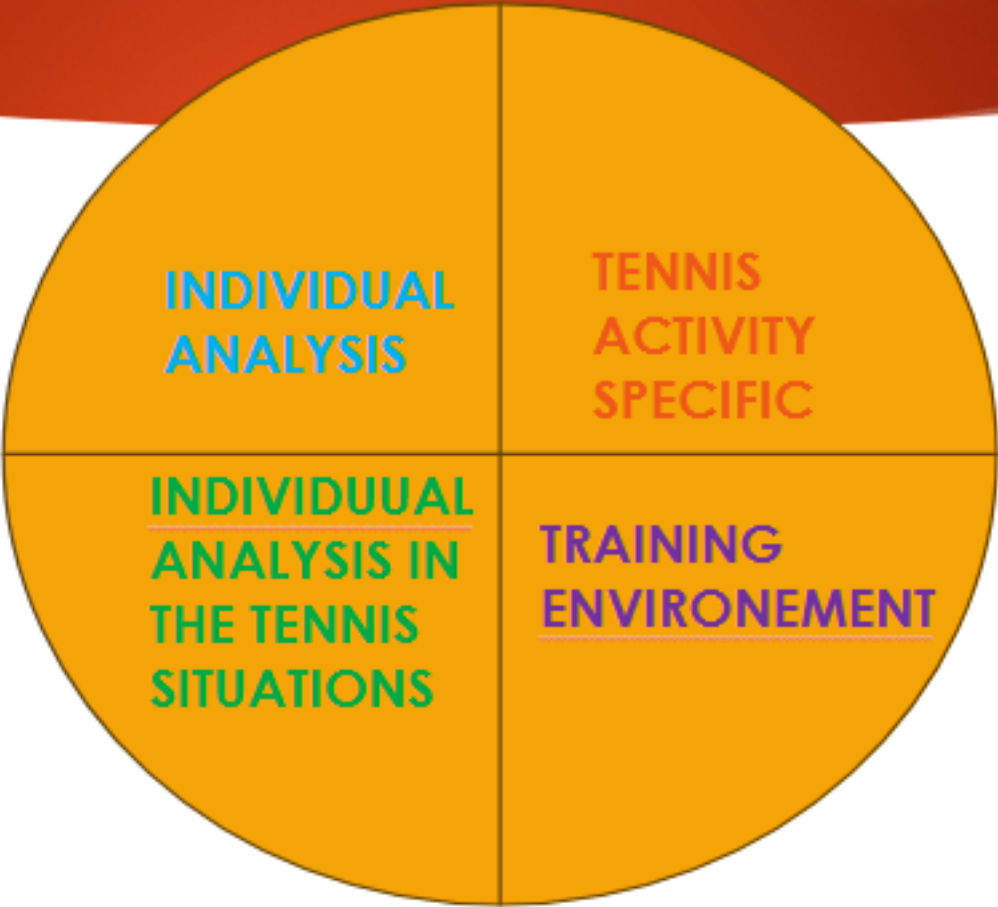 INDIVIDUAL
ANALYSIS
TENNIS
ACTIVITY
SPECIFIC
INDIVIDUUAL
ANALYSIS IN
THE TENNIS
SITUATIONS
TRAINING
ENVIRONEMENT